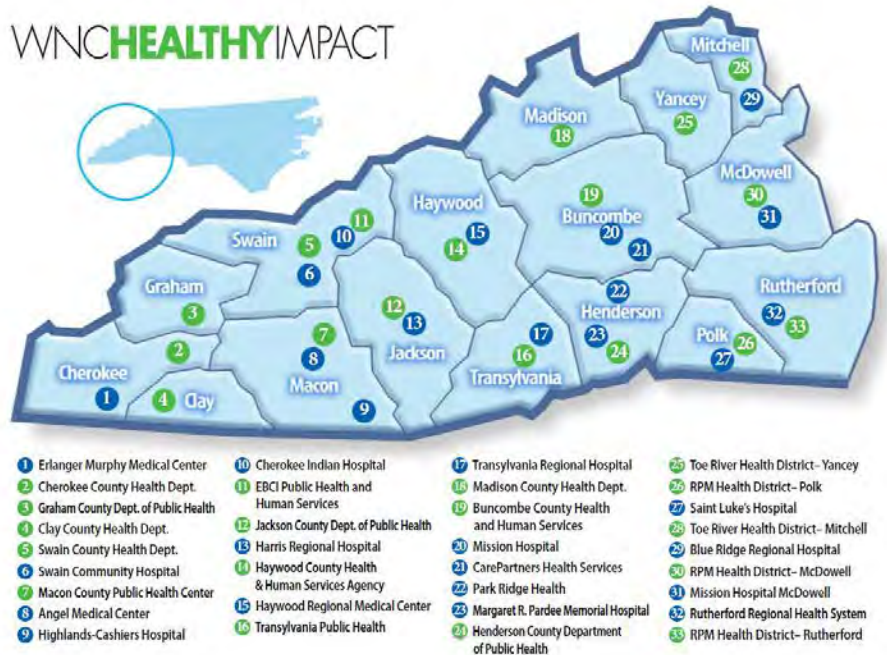 WNCHEALTHYIMPACT
Mitchell
28
29
Madison
18
Yancey
25
McDowell
30
31
Haywood
15
14
19
Buncombe
20
21
Swain
11
10
5
6
Graham
3
12
13
Jackson
22
Henderson
23
24
Rutherford
32
33
Polk
26
27
17
16
Transylvania
7
8
Macon
9
2
Cherokee
1
4
Clay
1 Erlanger Murphy Medical Center
2 Cherokee County Health Dept.
3 Graham County Dept. of Public Health
4 Clay County Health Dept.
5 Swain County Health Dept.
6 Swain Community Hospital
7 Macon County Public Health Center
8 Angel Medical Center
9 Highlands-Cashiers Hospital
10 Cherokee Indian Hospital
11 EBCI Public Health and
Human Services
12 Jackson County Dept. of Public Health
13 Harris Regional Hospital
14 Haywood County Health
& Human Services Agency
15 Haywood Regional Medical Center
16 Transylvania Public Health
17 Transylvania Regional Hospital
18 Madison County Health Dept.
19 Buncombe County Health
and Human Services
20 Mission Hospital
21 CarePartners Health Services
22 Park Ridge Health
23 Margaret R. Pardee Memorial Hospital
24 Henderson County Department
of Public Health
25 Toe River Health District– Yancey
26 RPM Health District– Polk
27 Saint Luke's Hospital
28 Toe River Health District– Mitchell
29 Blue Ridge Regional Hospital
30 RPM Health District– McDowell
31 Mission Hospital McDowell
32 Rutherford Regional Health System
33 RPM Health District– Rutherford